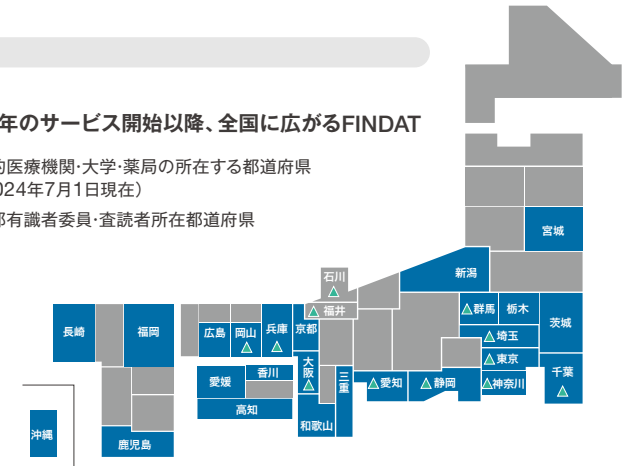 年のサービス開始以降、全国に広がるFINDAT
的医療機関・大学・薬局の所在する都道府県
024年7月1日現在）
部有識者委員・査読者所在都道府県
宮城
新潟
石川
福井
群馬
栃木
茨城
埼玉
東京
千葉
神奈川
静岡
愛知
長崎
福岡
広島
岡山
兵庫
京都
大阪
三重
愛媛
香川
高知
和歌山
沖縄
鹿児島